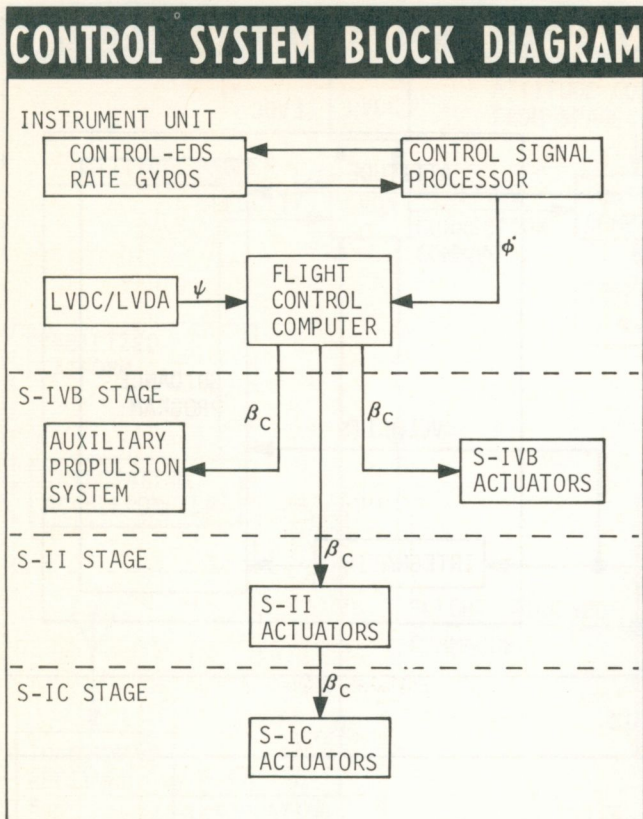 CONTROL SYSTEM BLOCK DIAGRAM
INSTRUMENT UNIT
CONTROL-EDS
RATE GYROS
CONTROL SIGNAL
PROCESSOR
φ̇
LVDC/LVDA
ψ
FLIGHT
CONTROL
COMPUTER
S-IVB STAGE
βC
βC
AUXILIARY
PROPULSION
SYSTEM
S-IVB
ACTUATORS
S-II STAGE
βC
S-II
ACTUATORS
S-IC STAGE
βC
S-IC
ACTUATORS